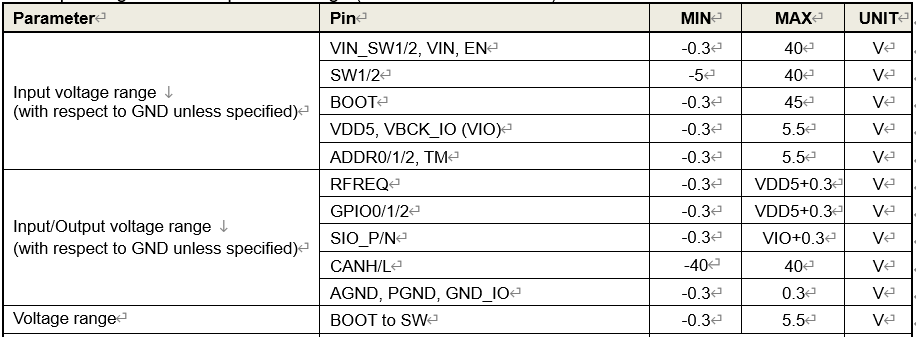 Parameter Pin MIN MAX UNIT
VIN_SW1/2, VIN, EN -0.3 40 V
SW1/2 -5 40 V
Input voltage range ↓
(with respect to GND unless specified)
BOOT -0.3 45 V
VDD5, VBCK_IO (VIO) -0.3 5.5 V
ADDR0/1/2, TM -0.3 5.5 V
RFREQ -0.3 VDD5+0.3 V
GPIO0/1/2 -0.3 VDD5+0.3 V
Input/Output voltage range ↓
(with respect to GND unless specified)
SIO_P/N -0.3 VIO+0.3 V
CANH/L -40 40 V
AGND, PGND, GND_IO -0.3 0.3 V
Voltage range BOOT to SW -0.3 5.5 V